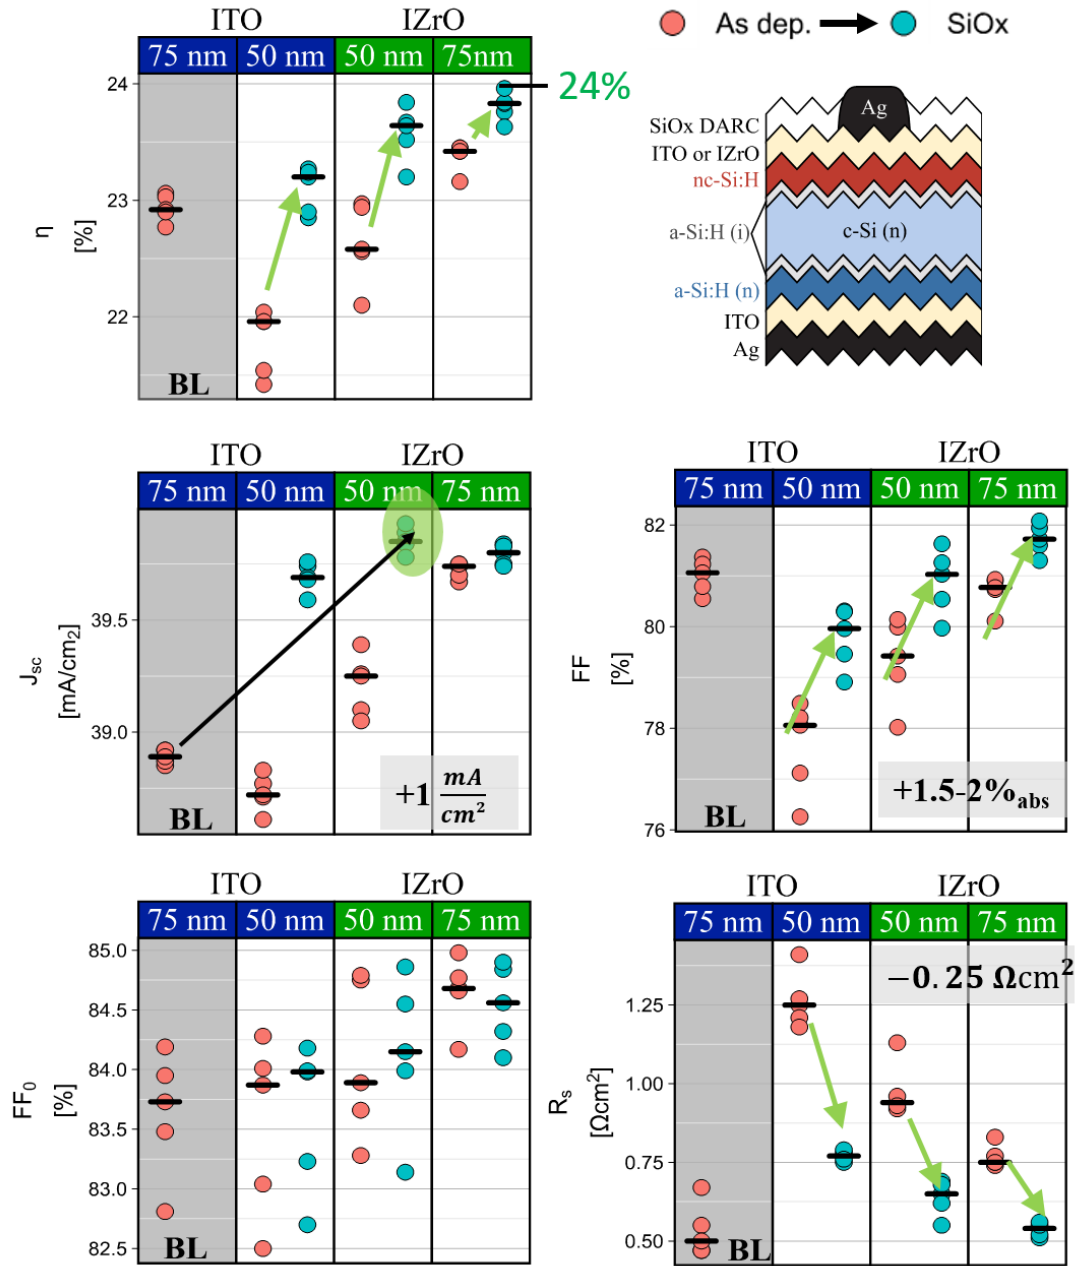 ITO IZrO
75 nm 50 nm 50 nm 75nm
24
23
22
η
[%]
BL
24%
As dep. SiOx
Ag
SiOx DARC
ITO or IZrO
nc-Si:H
a-Si:H (i)
c-Si (n)
a-Si:H (n)
ITO
Ag
ITO IZrO
75 nm 50 nm 50 nm 75 nm
39.5
39.0
Jsc
[mA/cm2]
BL
+1 mA/cm²
ITO IZrO
75 nm 50 nm 50 nm 75 nm
82
80
78
76
FF
[%]
BL
+1.5-2%abs
ITO IZrO
75 nm 50 nm 50 nm 75 nm
85.0
84.5
84.0
83.5
83.0
82.5
FF0
[%]
BL
ITO IZrO
75 nm 50 nm 50 nm 75 nm
−0.25 Ωcm²
1.25
1.00
0.75
0.50
Rs
[Ωcm²]
BL